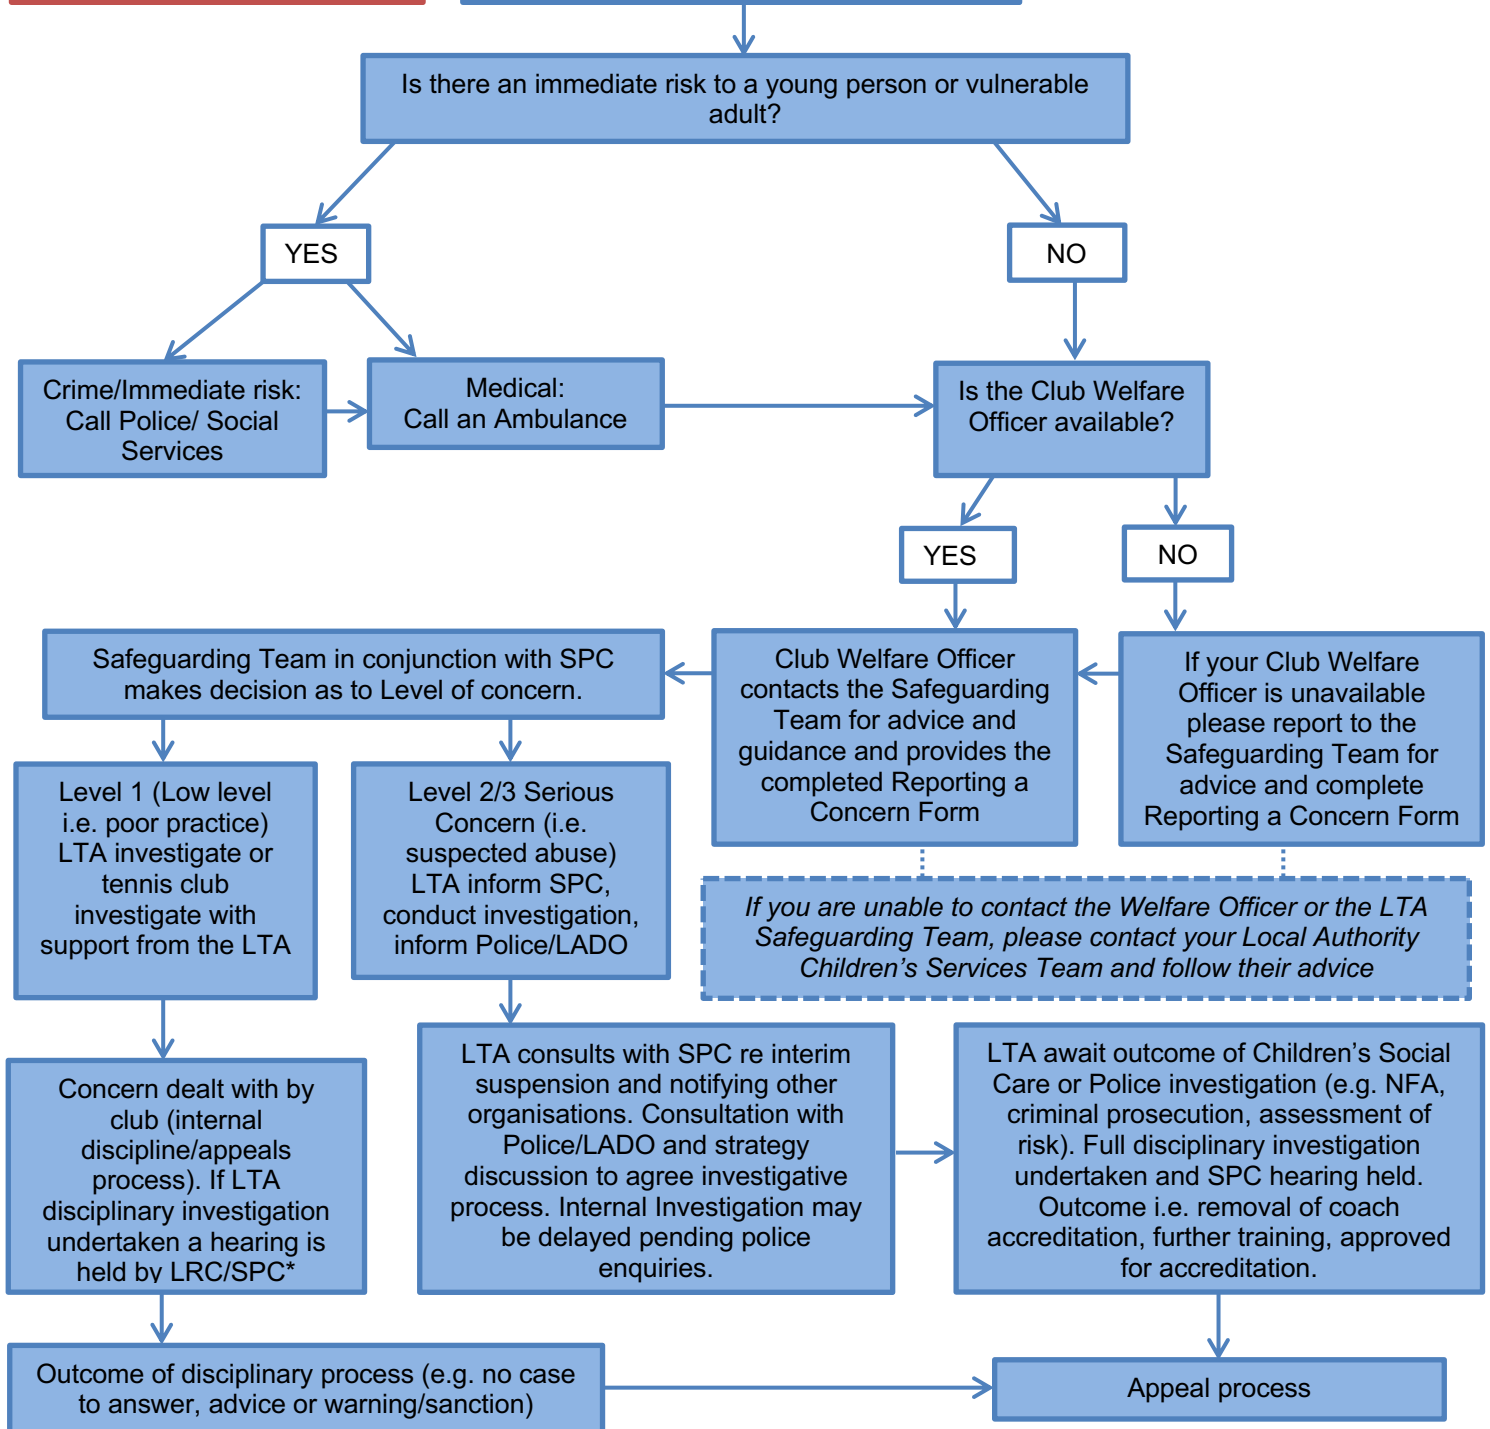 Is there an immediate risk to a young person or vulnerable
adult?
YES
NO
Crime/Immediate risk:
Call Police/ Social
Services
Medical:
Call an Ambulance
Is the Club Welfare
Officer available?
YES
NO
Safeguarding Team in conjunction with SPC
makes decision as to Level of concern.
Club Welfare Officer
contacts the Safeguarding
Team for advice and
guidance and provides the
completed Reporting a
Concern Form
If your Club Welfare
Officer is unavailable
please report to the
Safeguarding Team for
advice and complete
Reporting a Concern Form
Level 1 (Low level
i.e. poor practice)
LTA investigate or
tennis club
investigate with
support from the LTA
Level 2/3 Serious
Concern (i.e.
suspected abuse)
LTA inform SPC,
conduct investigation,
inform Police/LADO
If you are unable to contact the Welfare Officer or the LTA
Safeguarding Team, please contact your Local Authority
Children’s Services Team and follow their advice
Concern dealt with by
club (internal
discipline/appeals
process). If LTA
disciplinary investigation
undertaken a hearing is
held by LRC/SPC*
LTA consults with SPC re interim
suspension and notifying other
organisations. Consultation with
Police/LADO and strategy
discussion to agree investigative
process. Internal Investigation may
be delayed pending police
enquiries.
LTA await outcome of Children’s Social
Care or Police investigation (e.g. NFA,
criminal prosecution, assessment of
risk). Full disciplinary investigation
undertaken and SPC hearing held.
Outcome i.e. removal of coach
accreditation, further training, approved
for accreditation.
Outcome of disciplinary process (e.g. no case
to answer, advice or warning/sanction)
Appeal process